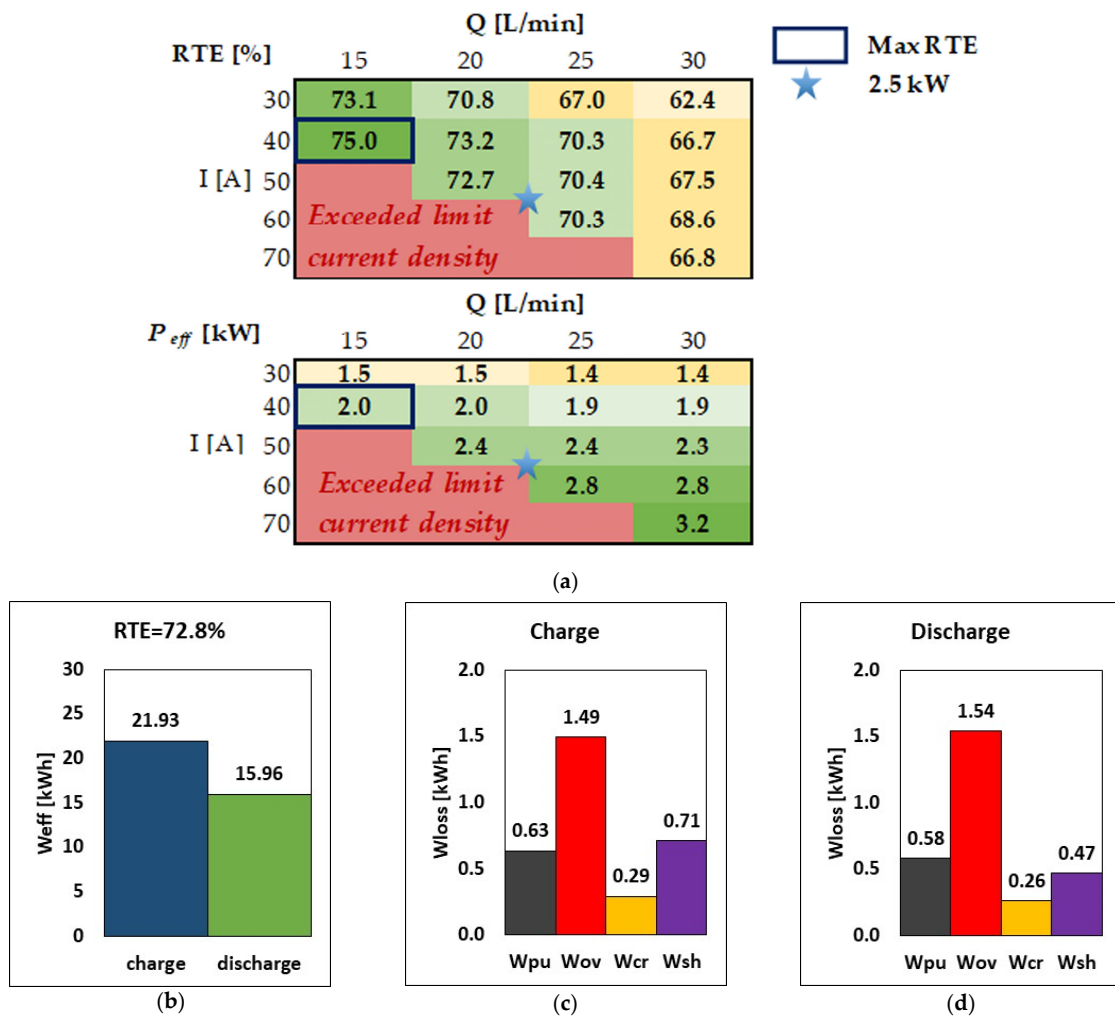 Q [L/min]
RTE [%]
15 20 25 30
30 73.1 70.8 67.0 62.4
40 75.0 73.2 70.3 66.7
I [A] 50 72.7 70.4 67.5
60 Exceeded limit 70.3 68.6
70 current density 66.8
Max RTE
2.5 kW
Q [L/min]
P eff [kW]
15 20 25 30
30 1.5 1.5 1.4 1.4
40 2.0 2.0 1.9 1.9
I [A] 50 2.4 2.4 2.3
60 Exceeded limit 2.8 2.8
70 current density 3.2
(a)
RTE=72.8%
Weff [kWh]
30
25
20
15
10
5
0
21.93
15.96
charge discharge
(b)
Charge
Wloss [kWh]
2.0
1.5
1.0
0.5
0.0
0.63
1.49
0.29
0.71
Wpu Wov Wcr Wsh
(c)
Discharge
Wloss [kWh]
2.0
1.5
1.0
0.5
0.0
0.58
1.54
0.26
0.47
Wpu Wov Wcr Wsh
(d)